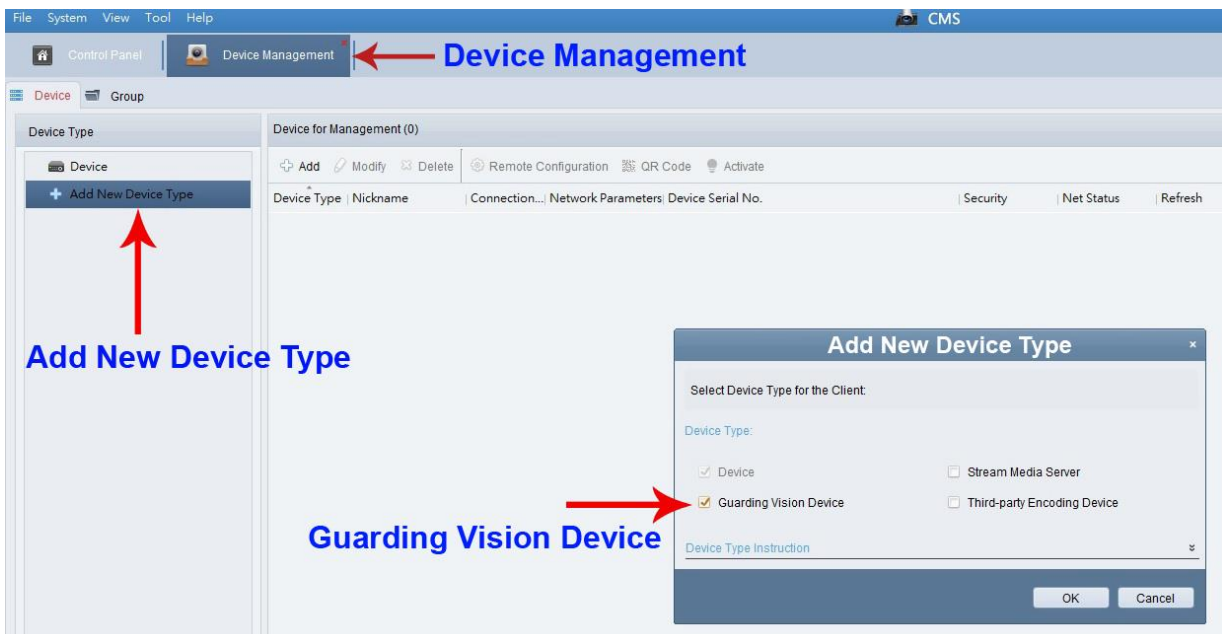 File System View Tool Help CMS
Control Panel Device Management × Device Management
Device Group
Device Type Device for Management (0)
Device Add Modify Delete Remote Configuration QR Code Activate
Add New Device Type Device Type Nickname Connection... Network Parameters Device Serial No. Security Net Status Refresh
Add New Device Type
Add New Device Type ×
Select Device Type for the Client:
Device Type:
Device Stream Media Server
Guarding Vision Device Third-party Encoding Device
Guarding Vision Device
Device Type Instruction
OK Cancel